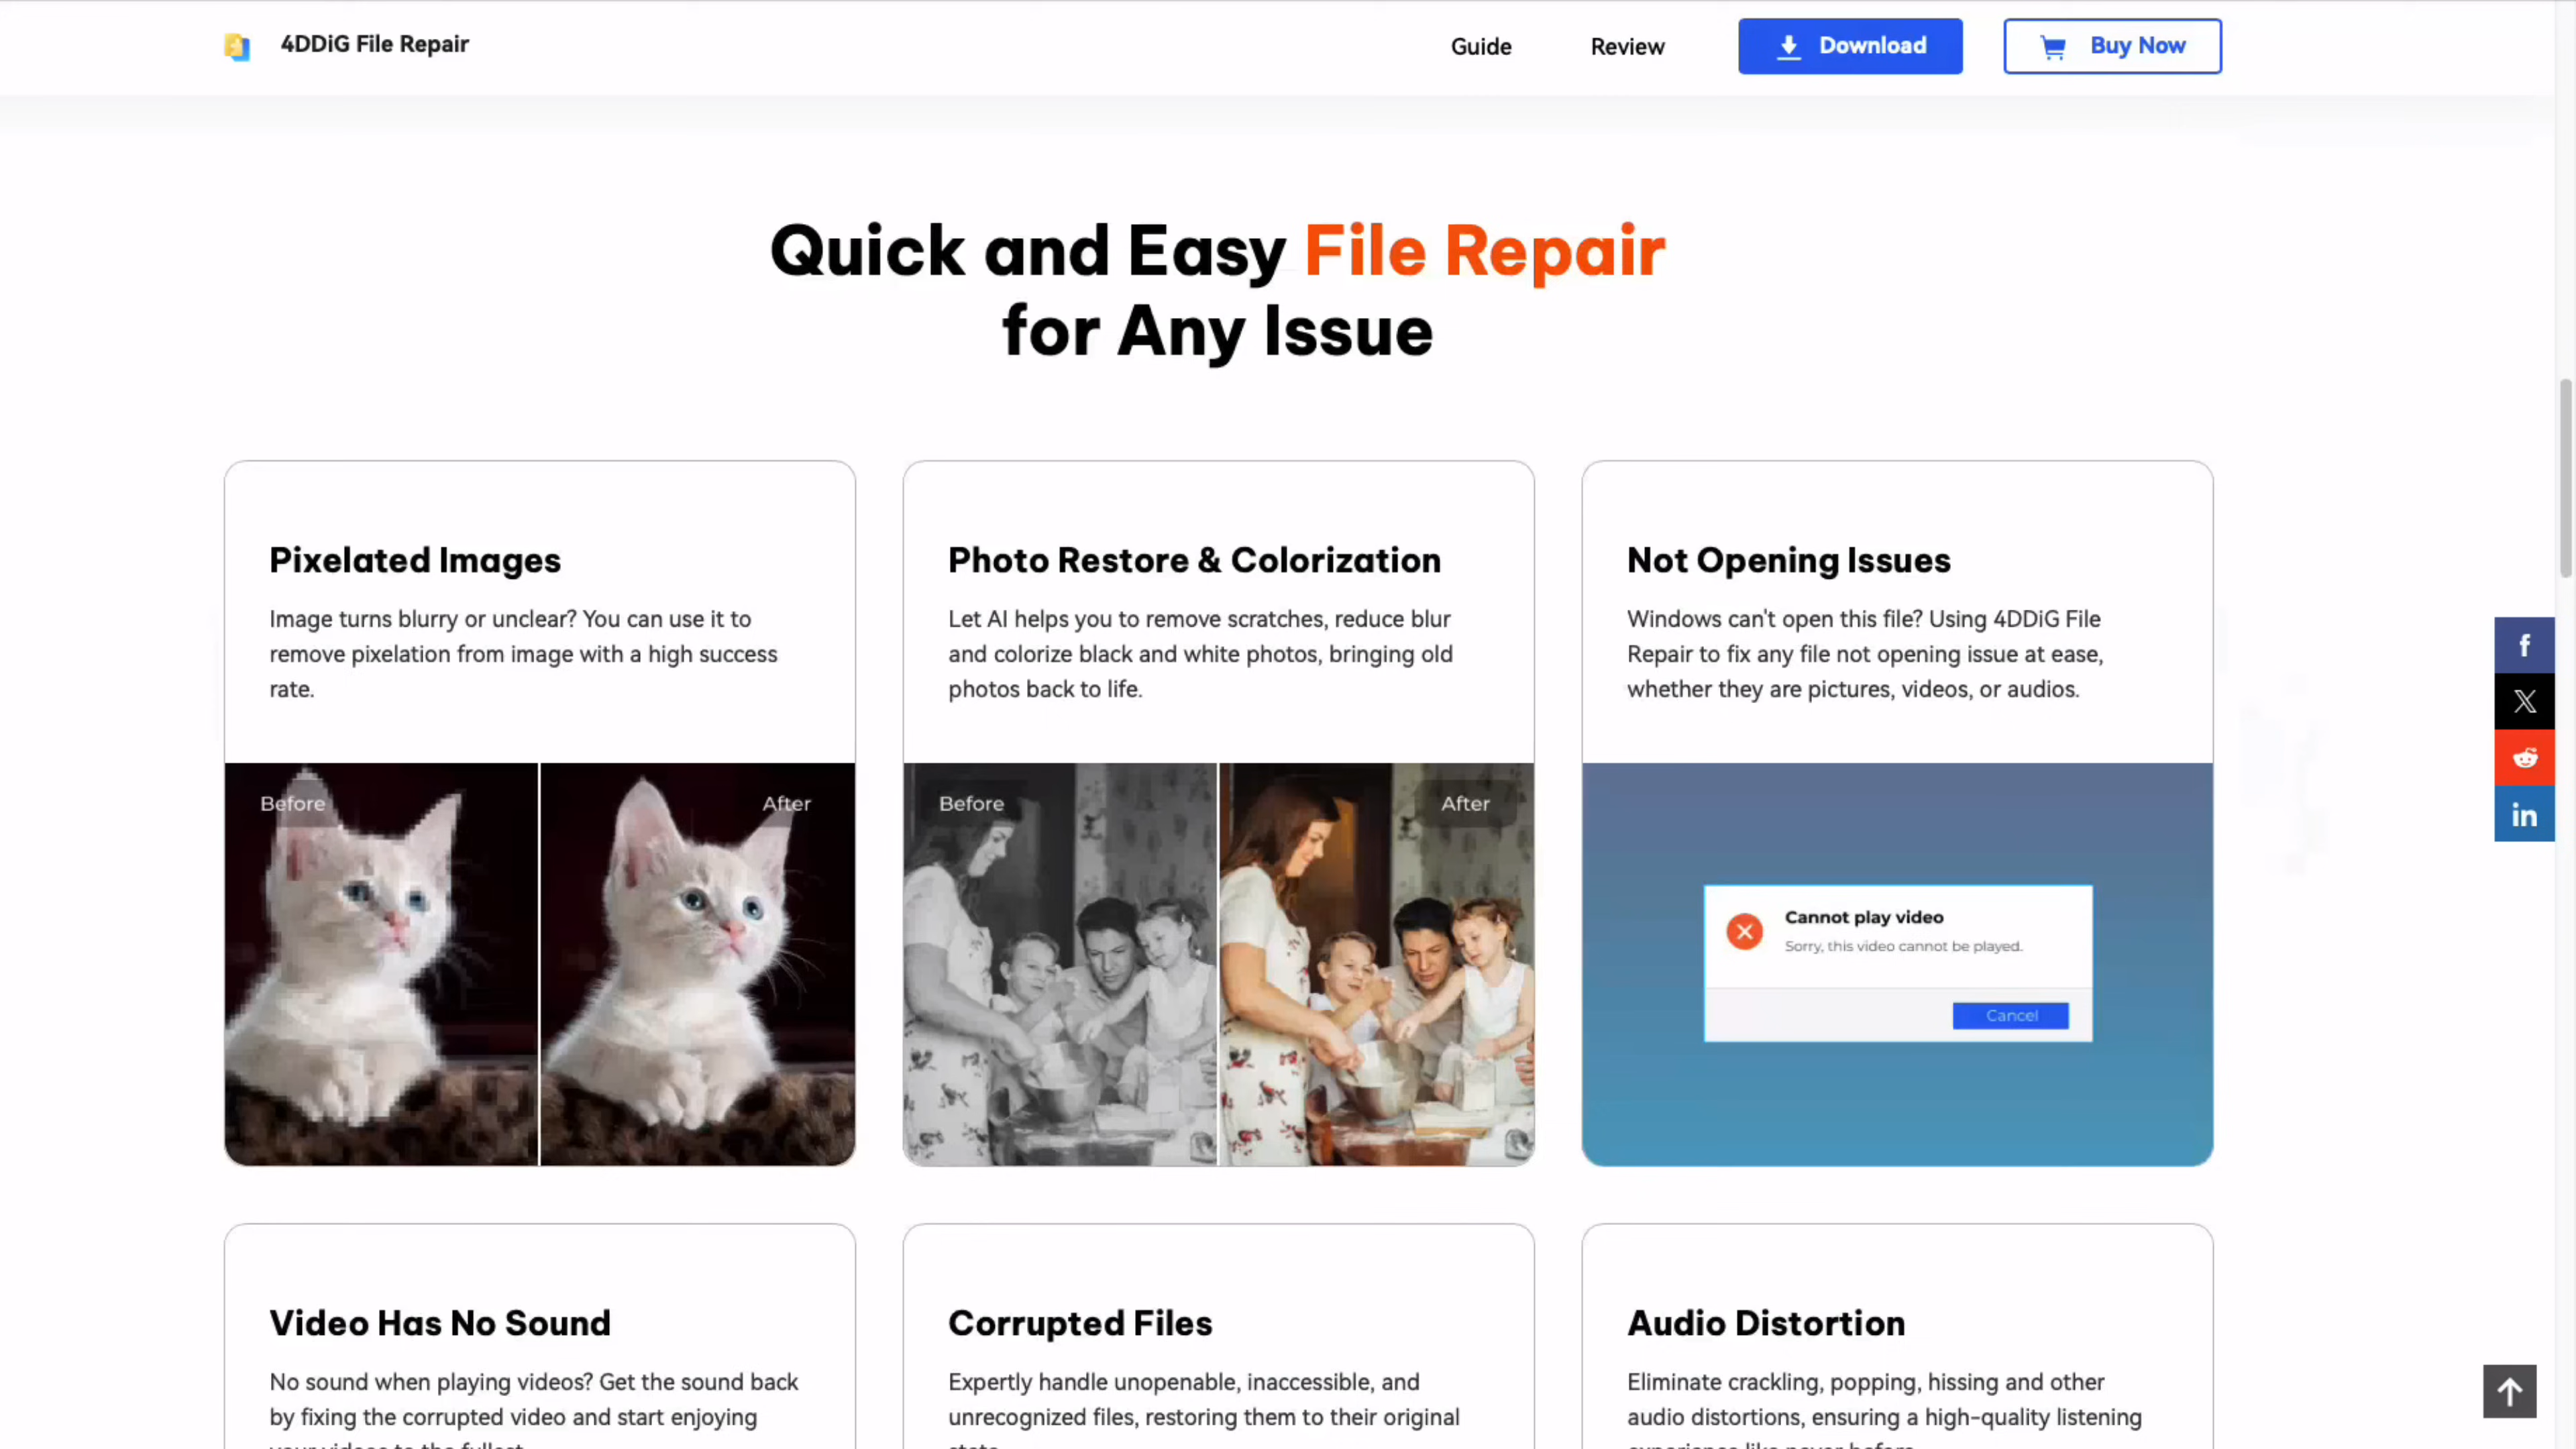 4DDiG File Repair
Guide
Review
Download
Buy Now
Quick and Easy File Repair
for Any Issue
Pixelated Images
Image turns blurry or unclear? You can use it to
remove pixelation from image with a high success
rate.
Before
After
Photo Restore & Colorization
Let AI helps you to remove scratches, reduce blur
and colorize black and white photos, bringing old
photos back to life.
Before
After
Not Opening Issues
Windows can't open this file? Using 4DDiG File
Repair to fix any file not opening issue at ease,
whether they are pictures, videos, or audios.
Cannot play video
Sorry, this video cannot be played.
Cancel
f
X
in
Video Has No Sound
No sound when playing videos? Get the sound back
by fixing the corrupted video and start enjoying
Corrupted Files
Expertly handle unopenable, inaccessible, and
unrecognized files, restoring them to their original
Audio Distortion
Eliminate crackling, popping, hissing and other
audio distortions, ensuring a high-quality listening